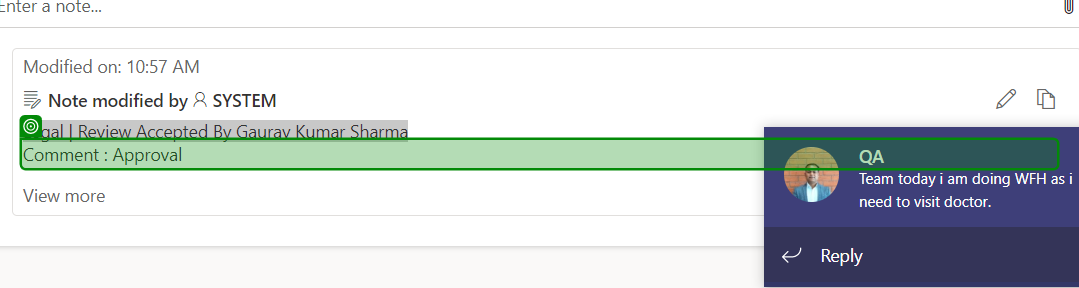 Enter a note...
Modified on: 10:57 AM
Note modified by SYSTEM
gal | Review Accepted By Gaurav Kumar Sharma
Comment : Approval
View more
QA
Team today i am doing WFH as i
need to visit doctor.
Reply